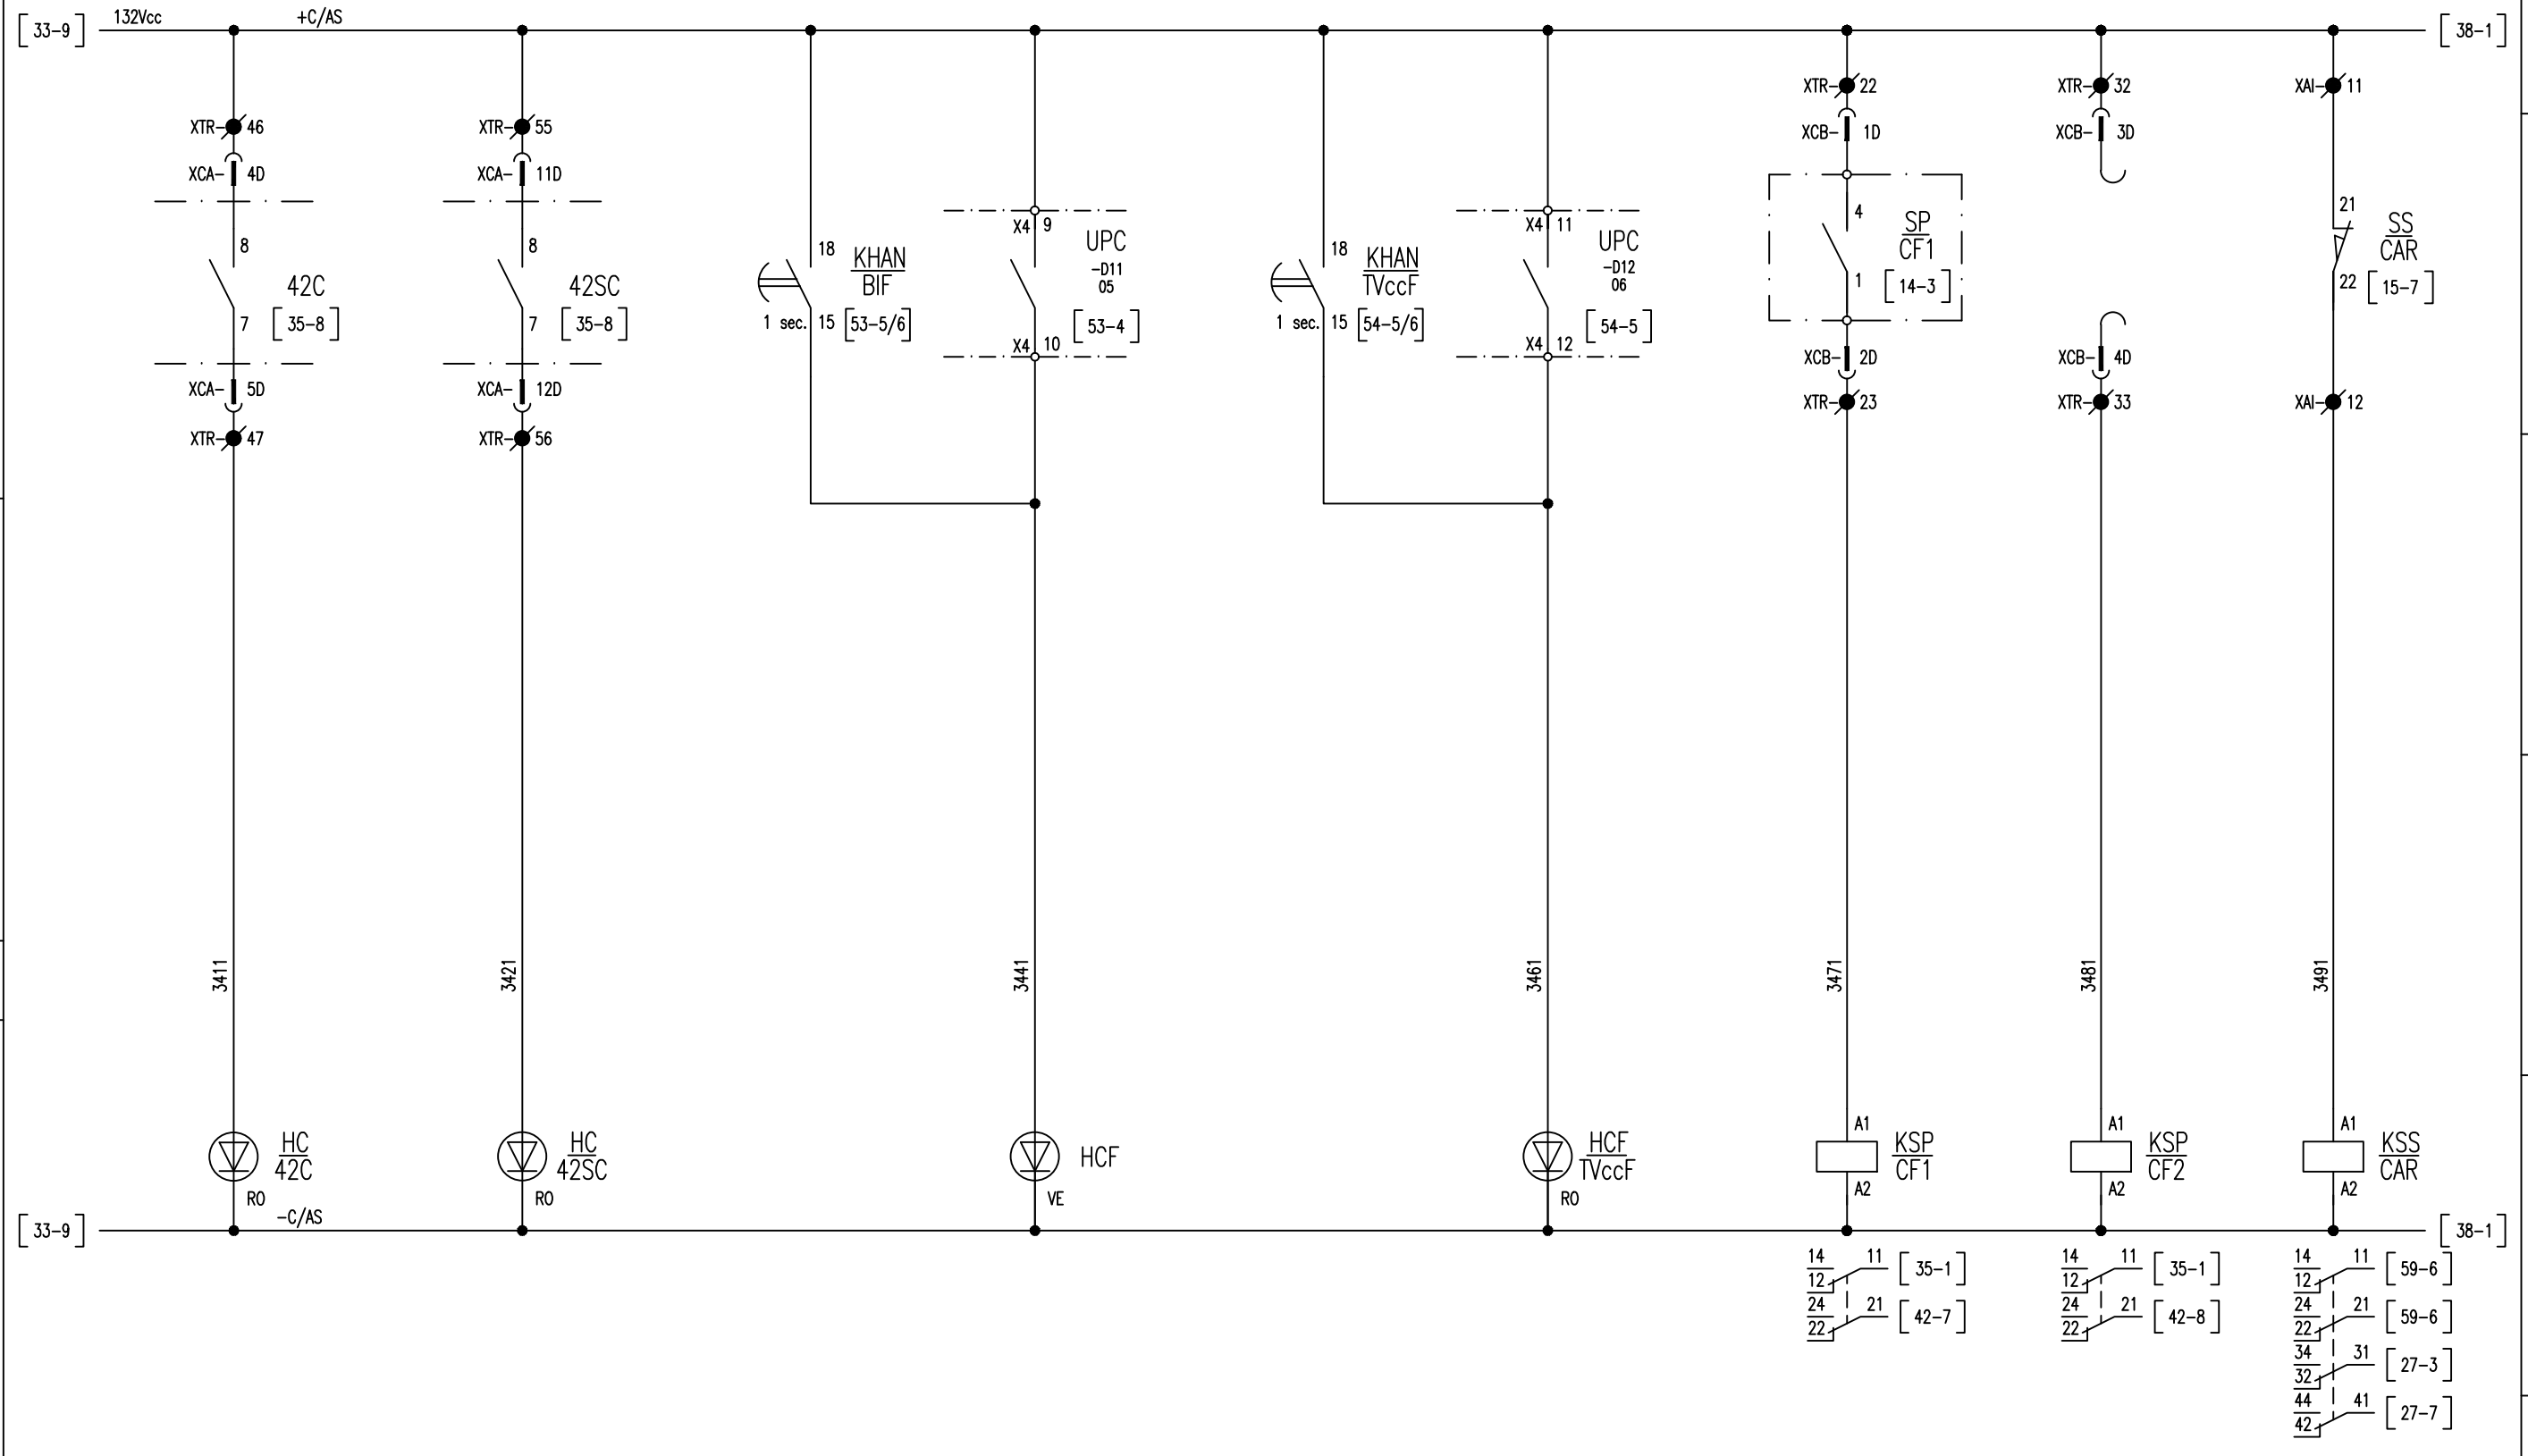 132Vcc
+C/AS
33-9
38-1
XTR-
46
XCA-
4D
8
42C
7
35-8
XCA-
5D
XTR-
47
3411
HC
42C
RO
XTR-
55
XCA-
11D
8
42SC
7
35-8
XCA-
12D
XTR-
56
3421
HC
42SC
RO
18
KHAN
BIF
1 sec.
15
53-5/6
X4
9
UPC
-D11
05
53-4
X4
10
3441
HCF
VE
18
KHAN
TVccF
1 sec.
15
54-5/6
X4
11
UPC
-D12
06
54-5
X4
12
3461
HCF
TVccF
RO
XTR-
22
XCB-
1D
4
SP
CF1
1
14-3
XCB-
2D
XTR-
23
3471
A1
KSP
CF1
A2
XTR-
32
XCB-
3D
XCB-
4D
XTR-
33
3481
A1
KSP
CF2
A2
XAI-
11
21
SS
CAR
22
15-7
XAI-
12
3491
A1
KSS
CAR
A2
33-9
-C/AS
38-1
14
11
12
35-1
24
21
22
42-7
14
11
12
35-1
24
21
22
42-8
14
11
12
59-6
24
21
22
59-6
34
31
32
27-3
44
41
42
27-7